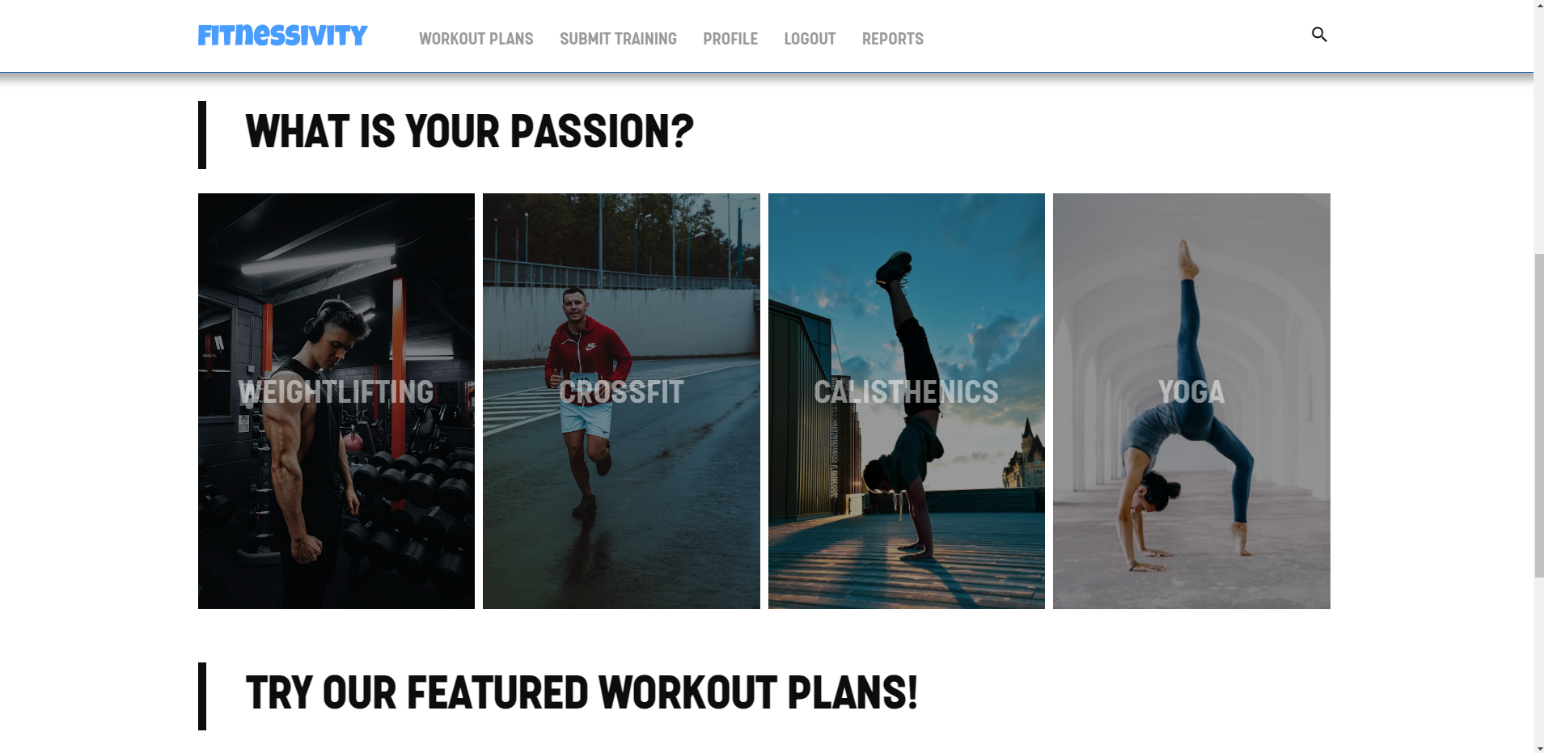 Fitnessivity
WORKOUT PLANS SUBMIT TRAINING PROFILE LOGOUT REPORTS
WHAT IS YOUR PASSION?
WEIGHTLIFTING CROSSFIT CALISTHENICS YOGA
TRY OUR FEATURED WORKOUT PLANS!